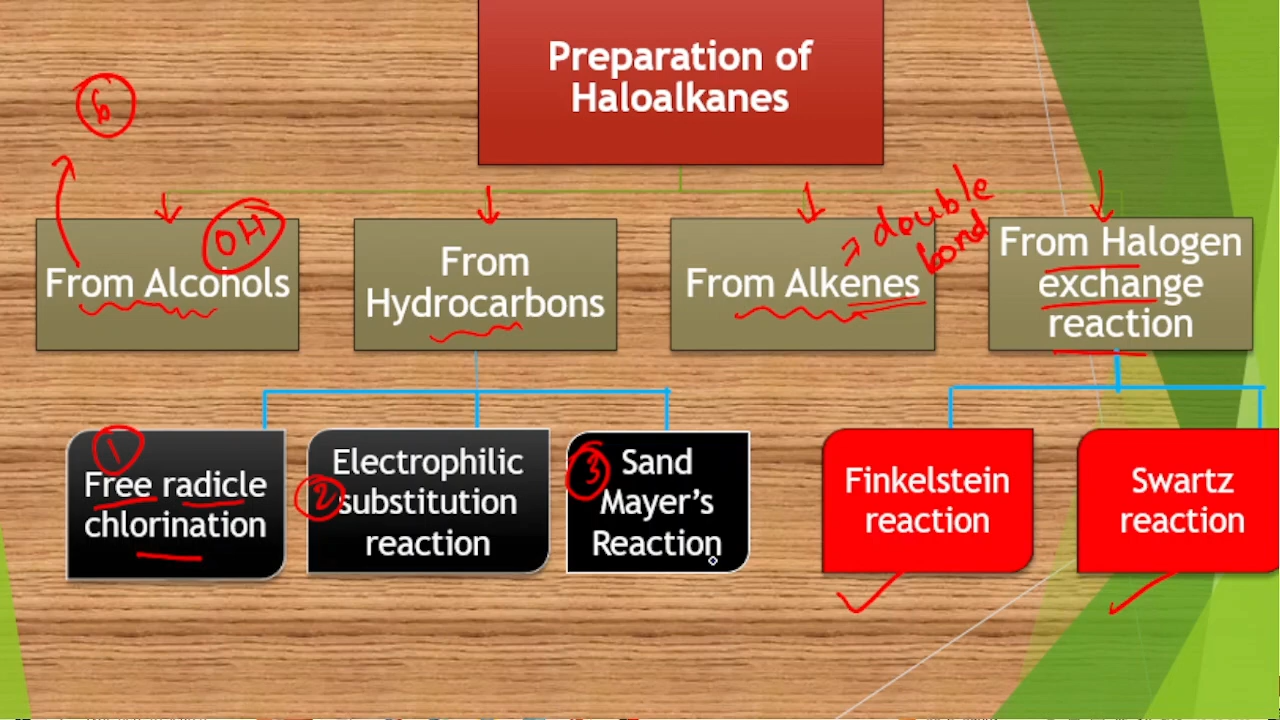 Preparation of
Haloalkanes
6
OH
double
bond
From Alcohols
From
Hydrocarbons
From Alkenes
From Halogen
exchange
reaction
1
Free radicle
chlorination
2
Electrophilic
substitution
reaction
3
Sand
Mayer's
Reaction
Finkelstein
reaction
Swartz
reaction